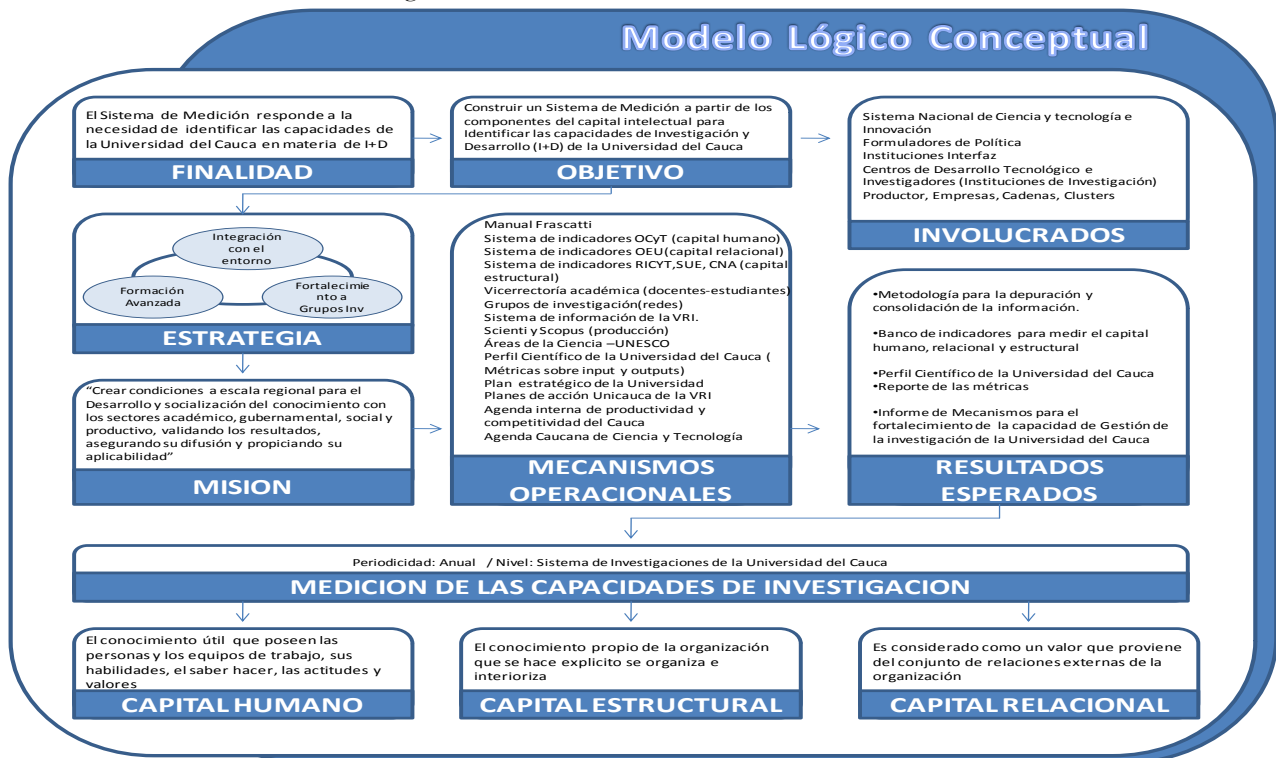 Modelo Lógico Conceptual
El Sistema de Medición responde a la
necesidad de identificar las capacidades de
la Universidad del Cauca en materia de I+D
FINALIDAD
Construir un Sistema de Medición a partir de los
componentes del capital intelectual para
Identificar las capacidades de Investigación y
Desarrollo (I+D) de la Universidad del Cauca
OBJETIVO
Sistema Nacional de Ciencia y tecnología e
Innovación
Formuladores de Política
Instituciones Interfaz
Centros de Desarrollo Tecnológico e
Investigadores (Instituciones de Investigación)
Productor, Empresas, Cadenas, Clusters
INVOLUCRADOS
Integración
con el
entorno
Formación
Avanzada
Fortalecimie
nto a
Grupos Inv
ESTRATEGIA
Manual Frascatti
Sistema de indicadores OCyT (capital humano)
Sistema de indicadores OEU(capital relacional)
Sistema de indicadores RICYT,SUE, CNA (capital
estructural)
Vicerrectoría académica (docentes-estudiantes)
Grupos de investigación(redes)
Sistema de información de la VRI.
Scienti y Scopus (producción)
Áreas de la Ciencia –UNESCO
Perfil Científico de la Universidad del Cauca (
Métricas sobre input y outputs)
Plan estratégico de la Universidad
Planes de acción Unicauca de la VRI
Agenda interna de productividad y
competitividad del Cauca
Agenda Caucana de Ciencia y Tecnología
MECANISMOS
OPERACIONALES
•Metodología para la depuración y
consolidación de la información.
•Banco de indicadores para medir el capital
humano, relacional y estructural
•Perfil Científico de la Universidad del Cauca
•Reporte de las métricas
•Informe de Mecanismos para el
fortalecimiento de la capacidad de Gestión de
la investigación de la Universidad del Cauca
RESULTADOS
ESPERADOS
“Crear condiciones a escala regional para el
Desarrollo y socialización del conocimiento con
los sectores académico, gubernamental, social y
productivo, validando los resultados,
asegurando su difusión y propiciando su
aplicabilidad”
MISION
Periodicidad: Anual / Nivel: Sistema de Investigaciones de la Universidad del Cauca
MEDICION DE LAS CAPACIDADES DE INVESTIGACION
El conocimiento útil que poseen las
personas y los equipos de trabajo, sus
habilidades, el saber hacer, las actitudes y
valores
CAPITAL HUMANO
El conocimiento propio de la organización
que se hace explicito se organiza e
interioriza
CAPITAL ESTRUCTURAL
Es considerado como un valor que proviene
del conjunto de relaciones externas de la
organización
CAPITAL RELACIONAL